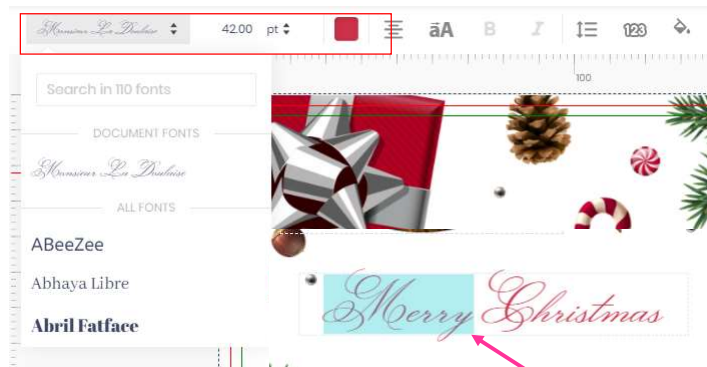 Monsieur La Doulaise 42.00 pt āA B I 123
100
Search in 110 fonts
DOCUMENT FONTS
Monsieur La Doulaise
ALL FONTS
ABeeZee
Abhaya Libre
Abril Fatface
Merry Christmas